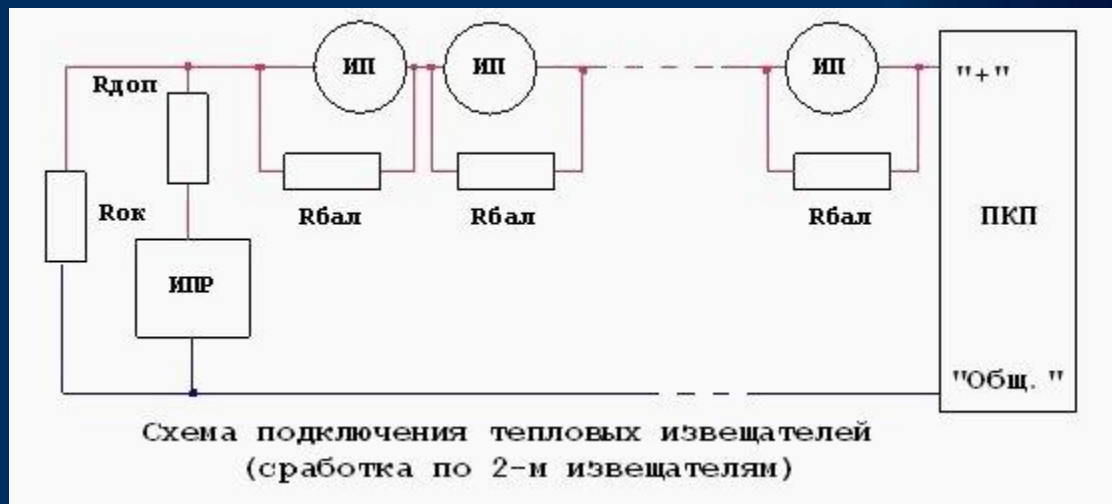 ИП ИП ИП "+"
Rдоп
Rок Rбал Rбал Rбал ПКП
ИПР
"Общ."
Схема подключения тепловых извещателей
(сработка по 2-м извещателям)